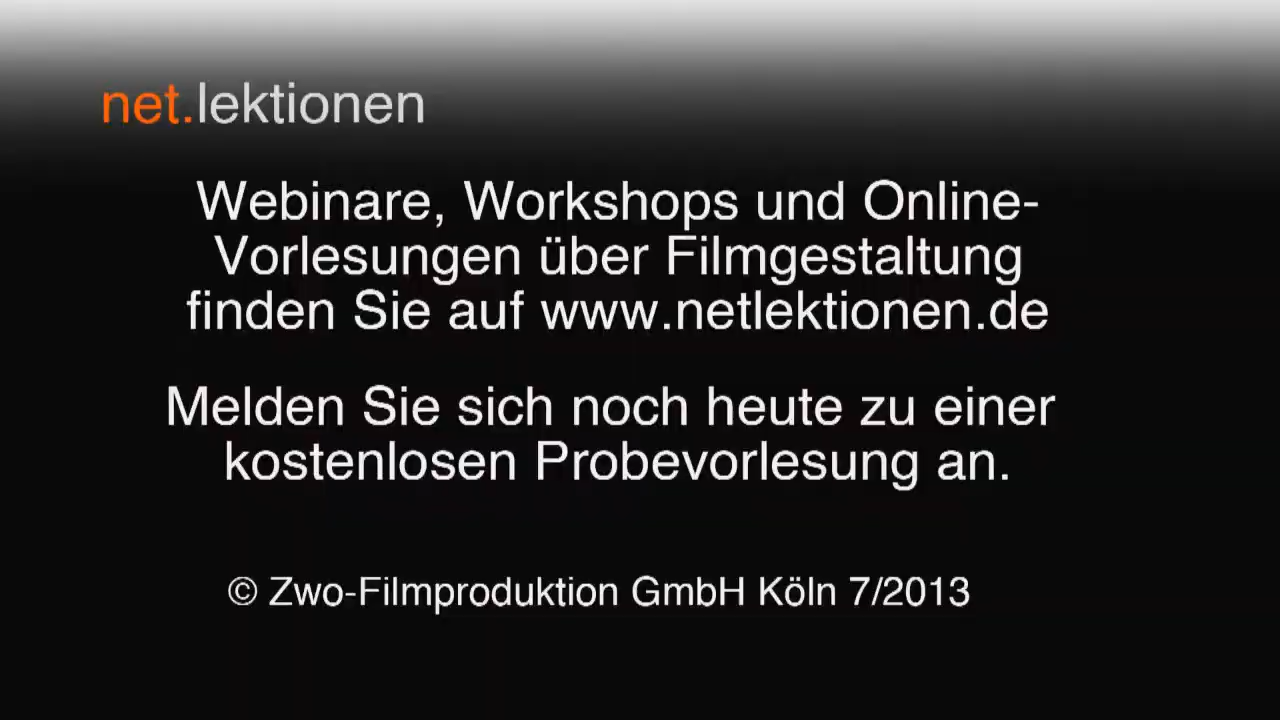 net.lektionen
Webinare, Workshops und Online-
Vorlesungen über Filmgestaltung
finden Sie auf www.netlektionen.de
Melden Sie sich noch heute zu einer
kostenlosen Probevorlesung an.
© Zwo-Filmproduktion GmbH Köln 7/2013